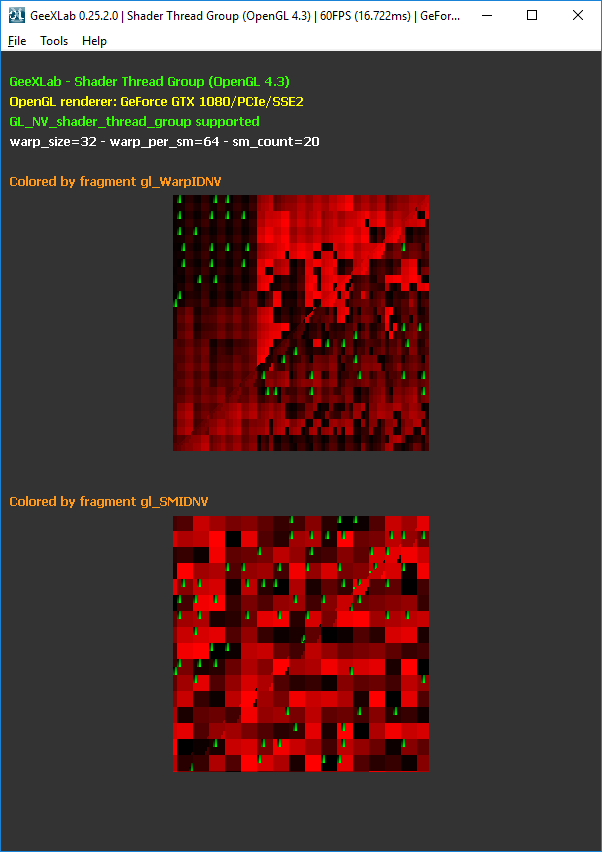 GeeXLab 0.25.2.0 | Shader Thread Group (OpenGL 4.3) | 60FPS (16.722ms) | GeFor...
File Tools Help
GeeXLab - Shader Thread Group (OpenGL 4.3)
OpenGL renderer: GeForce GTX 1080/PCIe/SSE2
GL_NV_shader_thread_group supported
warp_size=32 - warp_per_sm=64 - sm_count=20
Colored by fragment gl_WarpIDNV
Colored by fragment gl_SMIDNV